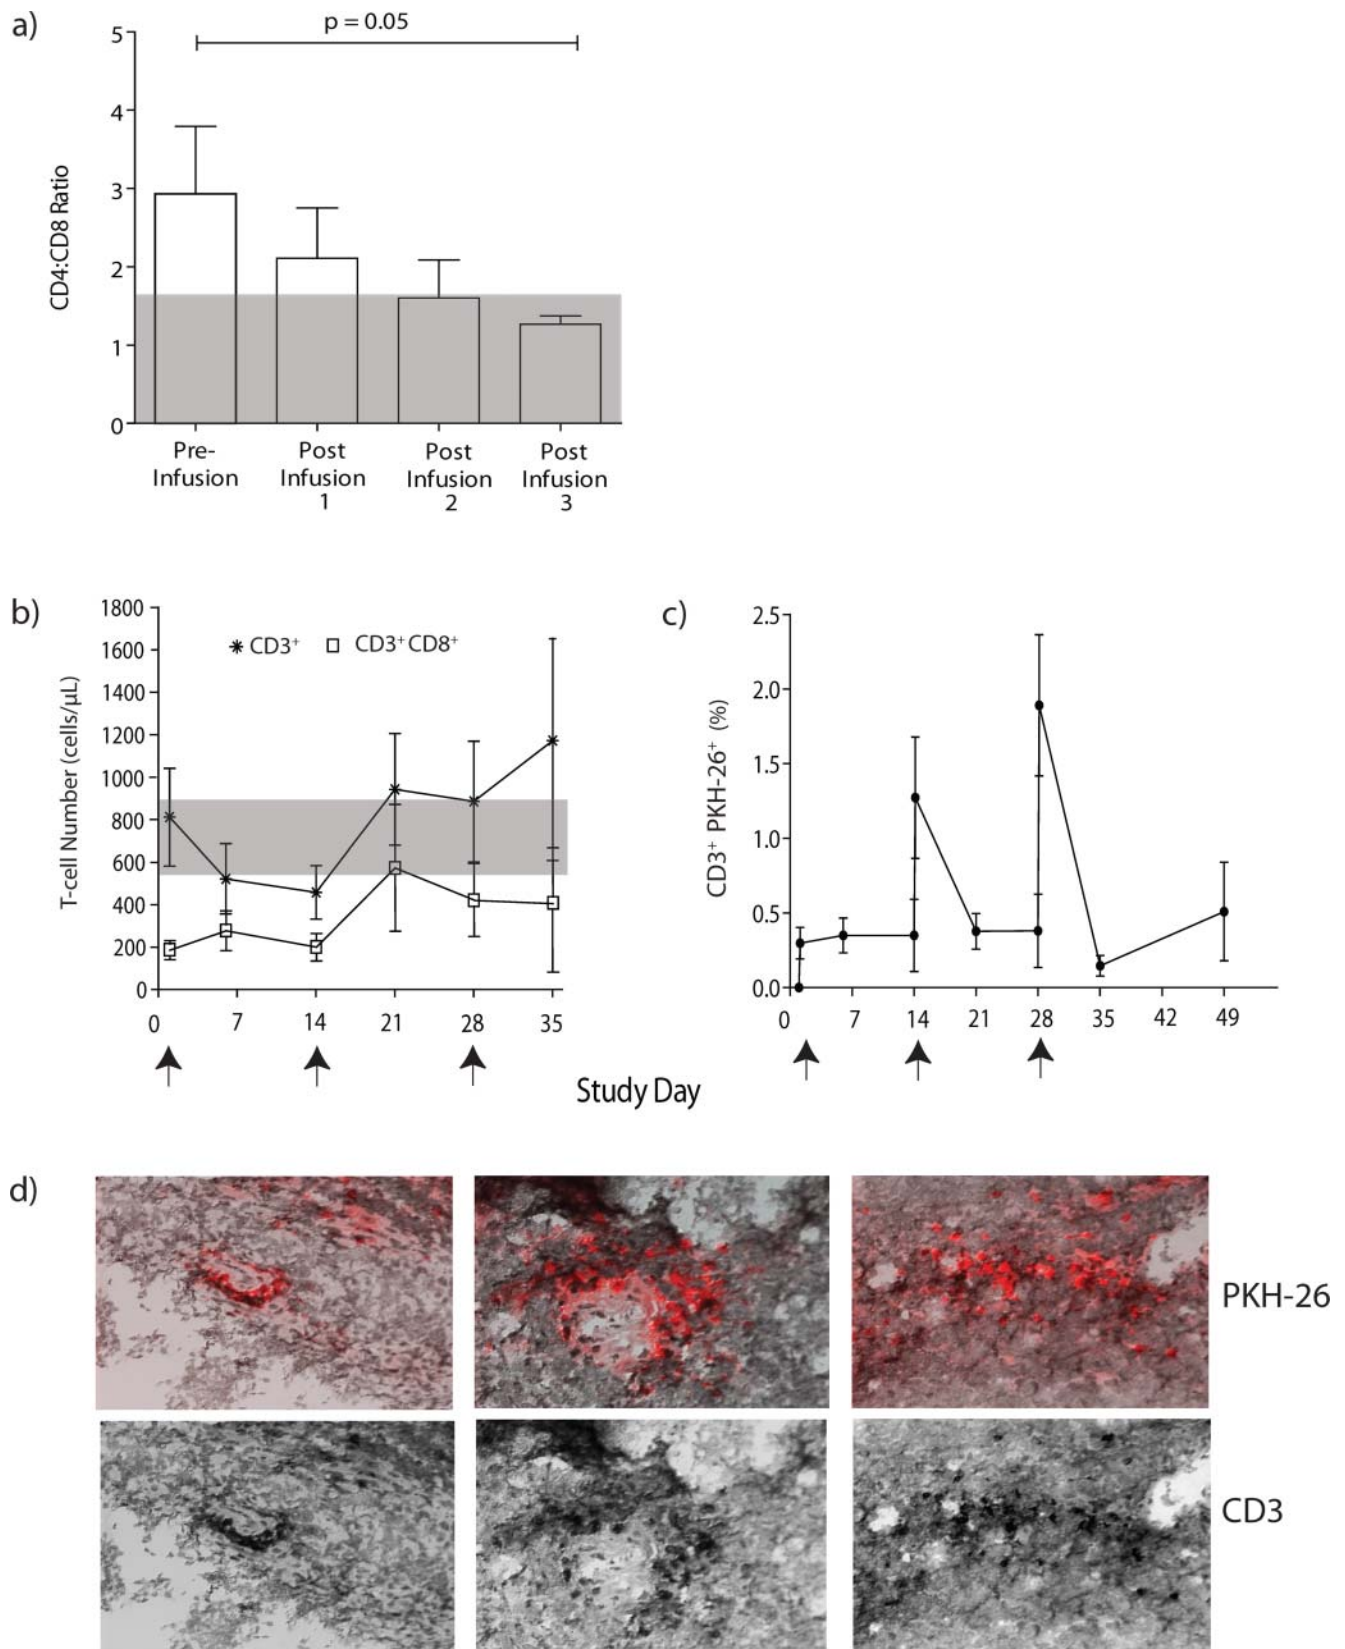 a)
p = 0.05
5
4
3
2
1
0
CD4:CD8 Ratio
Pre-
Infusion
Post
Infusion
1
Post
Infusion
2
Post
Infusion
3
b)
1800
1600
1400
1200
1000
800
600
400
200
0
T-cell Number (cells/μL)
CD3⁺ CD3⁺CD8⁺
0 7 14 21 28 35
c)
2.5
2.0
1.5
1.0
0.5
0.0
CD3⁺ PKH-26⁺ (%)
0 7 14 21 28 35 42 49
Study Day
d)
PKH-26
CD3